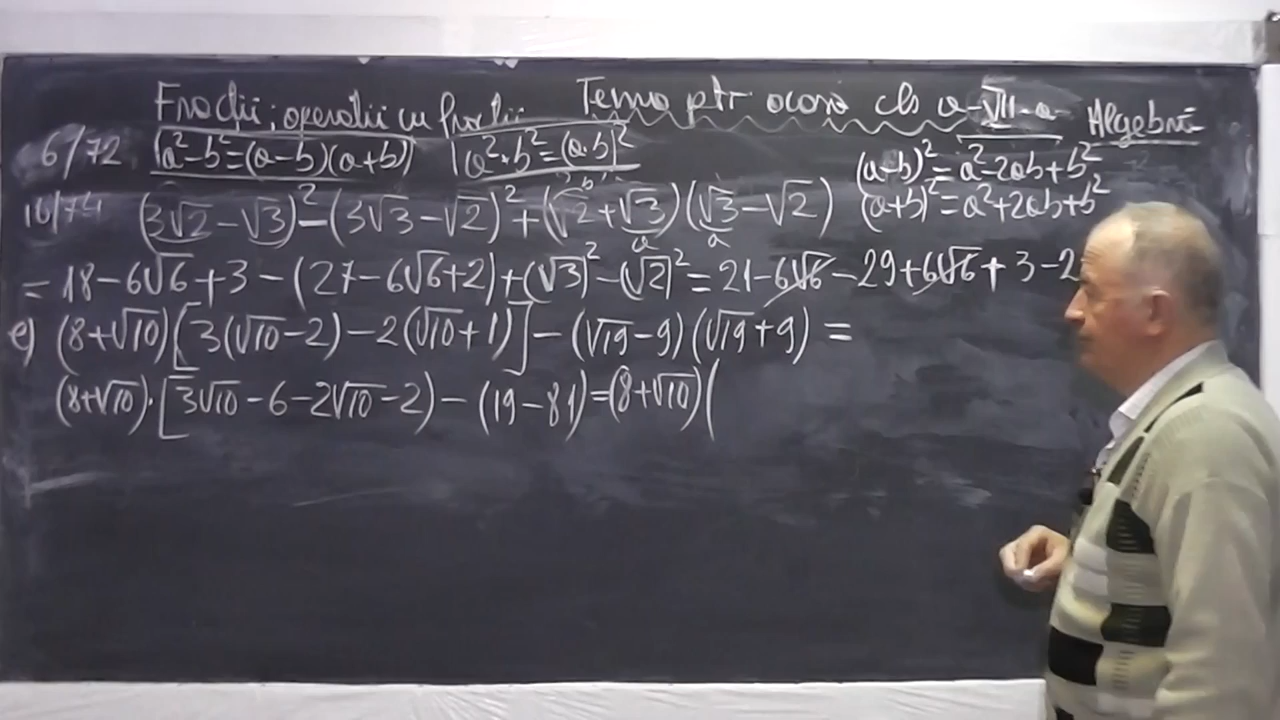 Fracții; operații cu fracții Tema ptr acasă cls a-VII-a Algebră
6/72 a²-b²=(a-b)(a+b) a²·b²=(a·b)² (a-b)²=a²-2ab+b²
16/74 (3√2-√3)²-(3√3-√2)²+(√2+√3)(√3-√2) (a+b)²=a²+2ab+b²
b a a
=18-6√6+3-(27-6√6+2)+(√3)²-(√2)²=21-6√6-29+6√6+3-2
e) (8+√10)[3(√10-2)-2(√10+1)]-(√19-9)(√19+9)=
(8+√10)·[3√10-6-2√10-2)-(19-81)=(8+√10)(